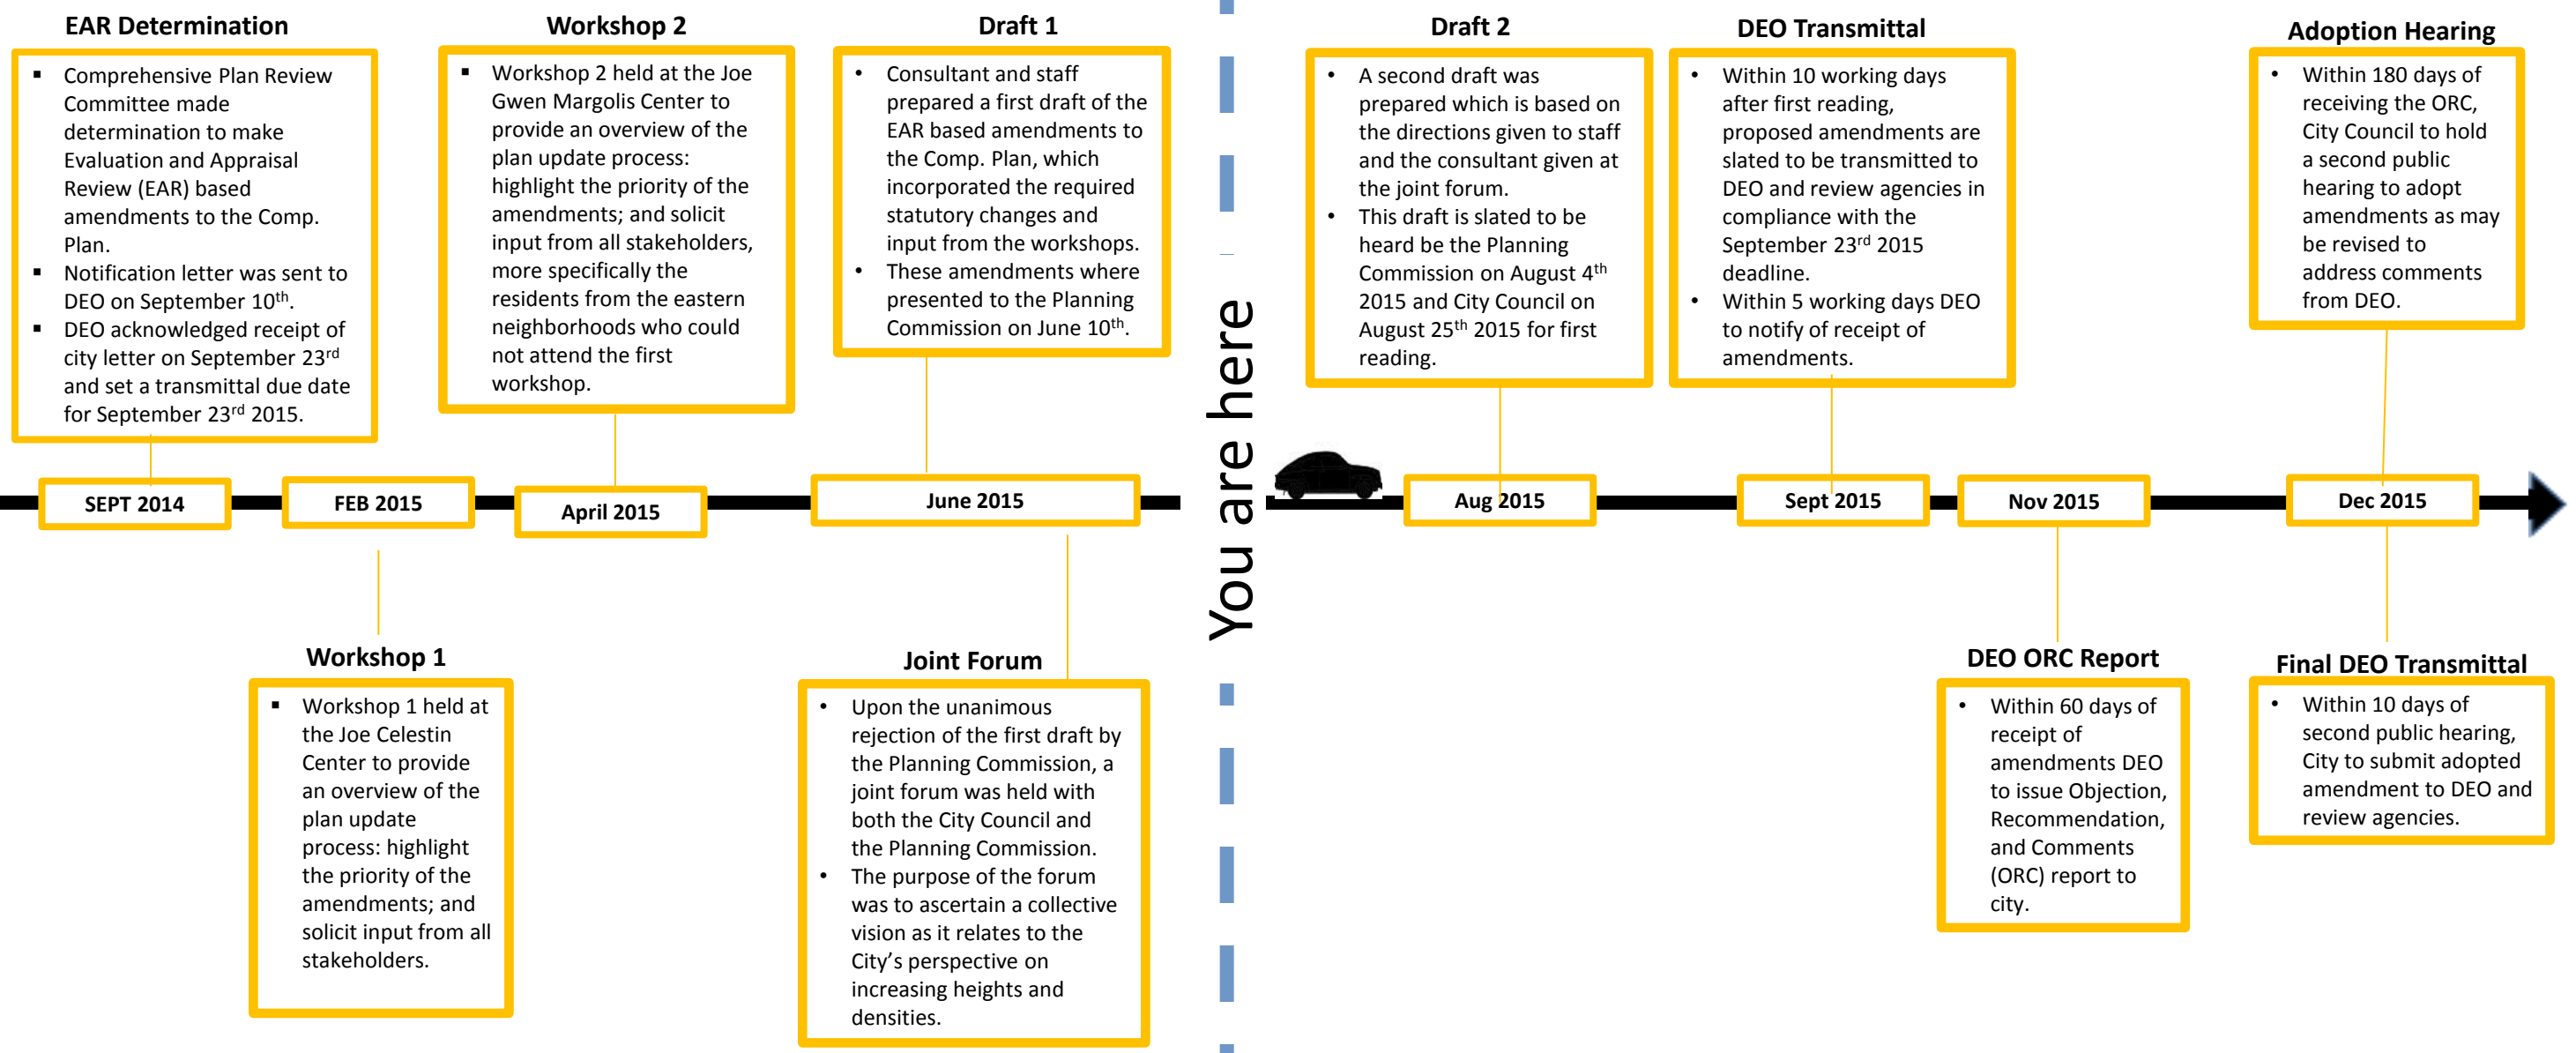 EAR Determination
▪ Comprehensive Plan Review
Committee made
determination to make
Evaluation and Appraisal
Review (EAR) based
amendments to the Comp.
Plan.
▪ Notification letter was sent to
DEO on September 10th.
▪ DEO acknowledged receipt of
city letter on September 23rd
and set a transmittal due date
for September 23rd 2015.
Workshop 2
▪ Workshop 2 held at the Joe
Gwen Margolis Center to
provide an overview of the
plan update process:
highlight the priority of the
amendments; and solicit
input from all stakeholders,
more specifically the
residents from the eastern
neighborhoods who could
not attend the first
workshop.
Draft 1
• Consultant and staff
prepared a first draft of the
EAR based amendments to
the Comp. Plan, which
incorporated the required
statutory changes and
input from the workshops.
• These amendments where
presented to the Planning
Commission on June 10th.
You are here
Draft 2
• A second draft was
prepared which is based on
the directions given to staff
and the consultant given at
the joint forum.
• This draft is slated to be
heard be the Planning
Commission on August 4th
2015 and City Council on
August 25th 2015 for first
reading.
DEO Transmittal
• Within 10 working days
after first reading,
proposed amendments are
slated to be transmitted to
DEO and review agencies in
compliance with the
September 23rd 2015
deadline.
• Within 5 working days DEO
to notify of receipt of
amendments.
Adoption Hearing
• Within 180 days of
receiving the ORC,
City Council to hold
a second public
hearing to adopt
amendments as may
be revised to
address comments
from DEO.
SEPT 2014
FEB 2015
April 2015
June 2015
Aug 2015
Sept 2015
Nov 2015
Dec 2015
Workshop 1
▪ Workshop 1 held at
the Joe Celestin
Center to provide
an overview of the
plan update
process: highlight
the priority of the
amendments; and
solicit input from all
stakeholders.
Joint Forum
• Upon the unanimous
rejection of the first draft by
the Planning Commission, a
joint forum was held with
both the City Council and
the Planning Commission.
• The purpose of the forum
was to ascertain a collective
vision as it relates to the
City’s perspective on
increasing heights and
densities.
DEO ORC Report
• Within 60 days of
receipt of
amendments DEO
to issue Objection,
Recommendation,
and Comments
(ORC) report to
city.
Final DEO Transmittal
• Within 10 days of
second public hearing,
City to submit adopted
amendment to DEO and
review agencies.